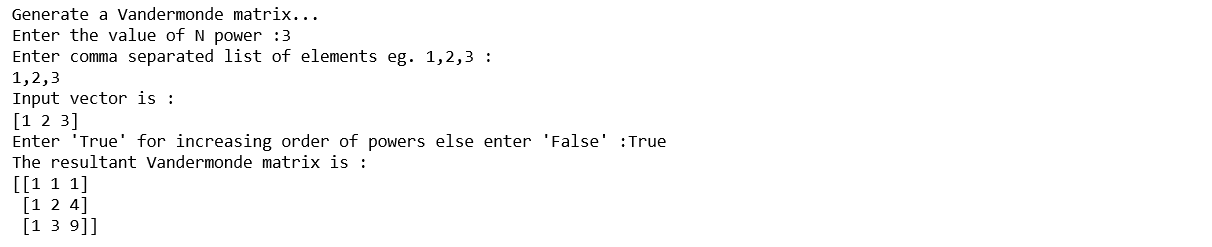 Generate a Vandermonde matrix...
Enter the value of N power :3
Enter comma separated list of elements eg. 1,2,3 :
1,2,3
Input vector is :
[1 2 3]
Enter 'True' for increasing order of powers else enter 'False' :True
The resultant Vandermonde matrix is :
[[1 1 1]
 [1 2 4]
 [1 3 9]]